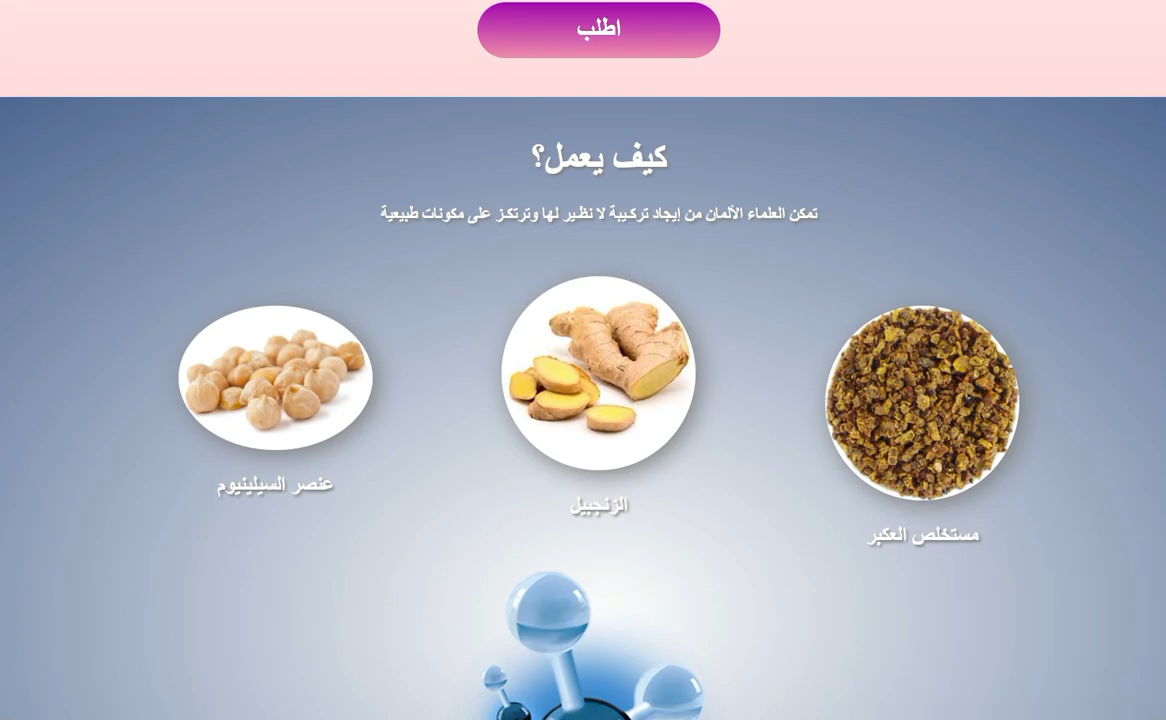 اطلب
كيف يعمل؟
تمكن العلماء الألمان من إيجاد تركيبة لا نظير لها وترتكز على مكونات طبيعية
مستخلص العكبر
الزنجبيل
عنصر السيلينيوم